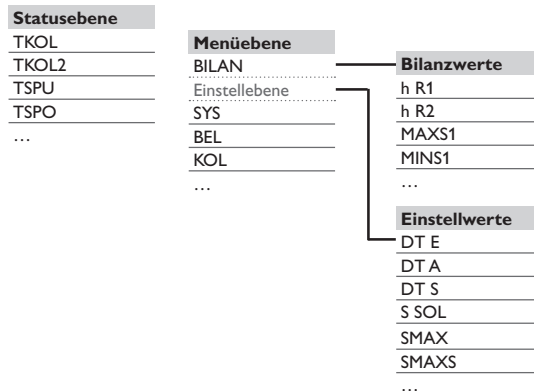 Statusebene
TKOL
TKOL2
TSPU
TSPO
…
Menüebene
BILAN
Einstellebene
SYS
BEL
KOL
…
Bilanzwerte
h R1
h R2
MAXS1
MINS1
…
Einstellwerte
DT E
DT A
DT S
S SOL
SMAX
SMAXS
…